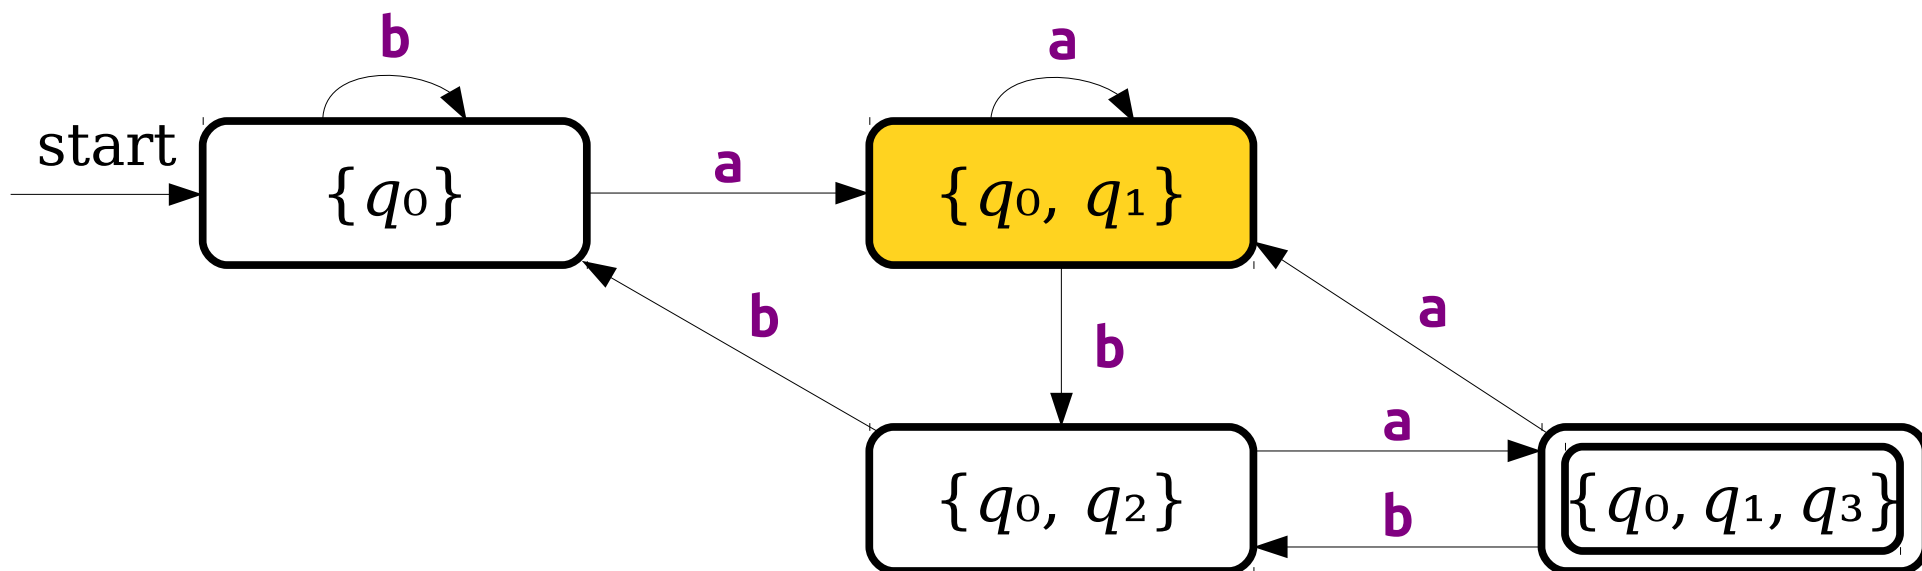 b
a
start
a
{q₀}
{q₀, q₁}
b
a
b
a
{q₀, q₂}
{q₀, q₁, q₃}
b